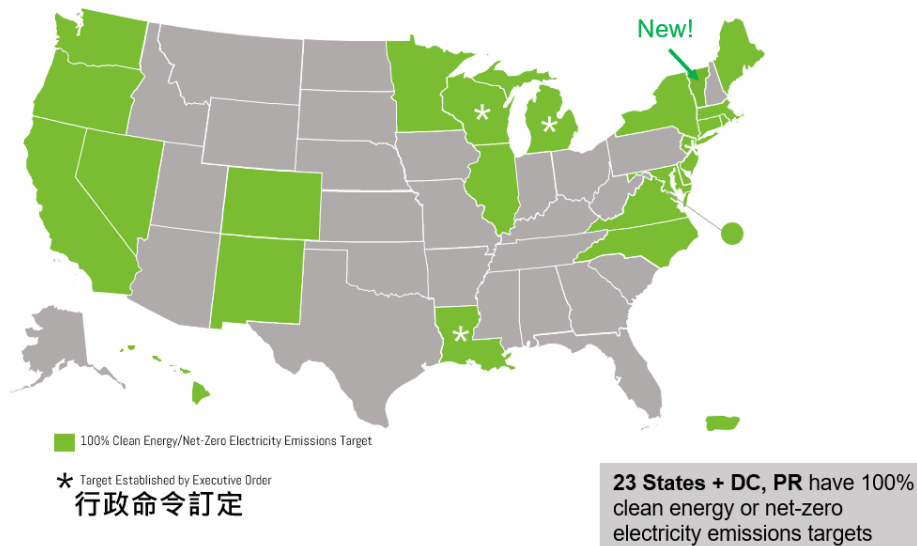 New!
100% Clean Energy/Net-Zero Electricity Emissions Target
* Target Established by Executive Order
行政命令訂定
23 States + DC, PR have 100%
clean energy or net-zero
electricity emissions targets